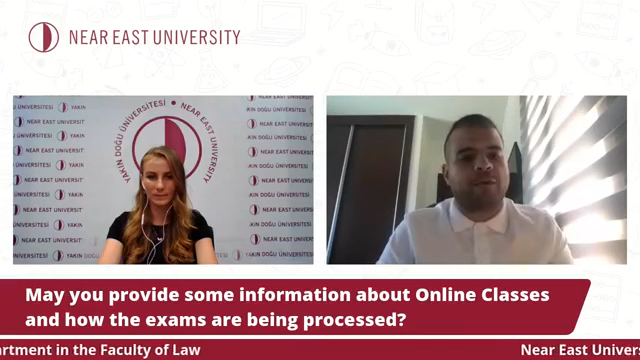 NEAR EAST UNIVERSITY
YAKIN DOĞU ÜNİVERSİTESİ • NEAR EAST UNIVERSITY
May you provide some information about Online Classes
and how the exams are being processed?
artment in the Faculty of Law
Near East Univers